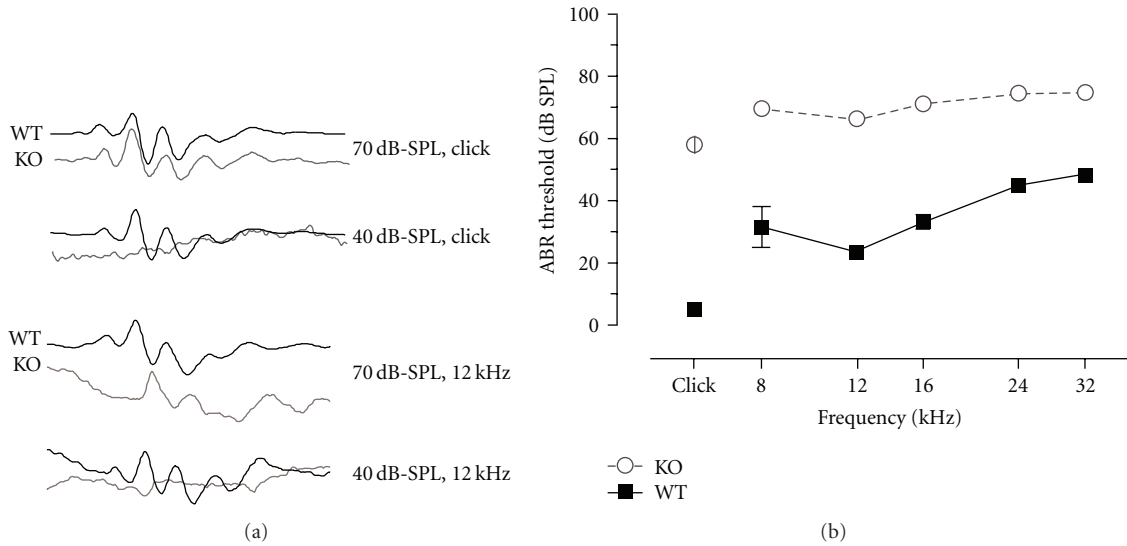 WT
KO
70 dB-SPL, click
40 dB-SPL, click
WT
KO
70 dB-SPL, 12 kHz
40 dB-SPL, 12 kHz
(a)
ABR threshold (dB SPL)
100
80
60
40
20
0
Click 8 12 16 24 32
Frequency (kHz)
KO
WT
(b)